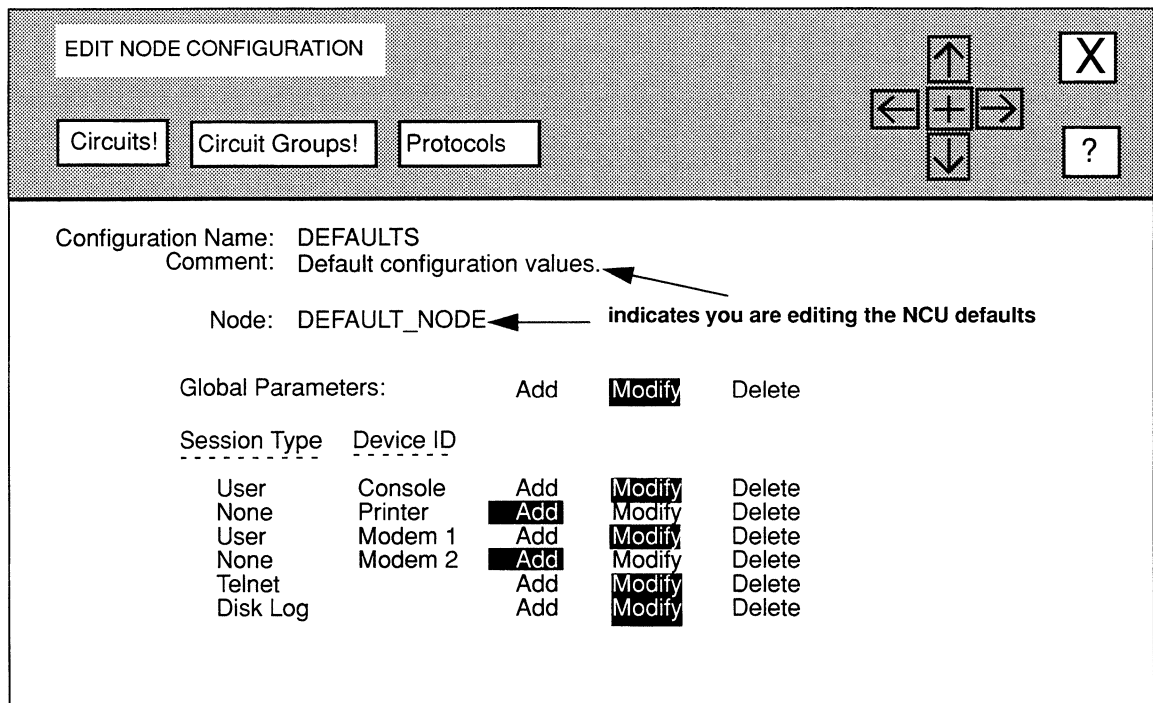 EDIT NODE CONFIGURATION
X
Circuits! Circuit Groups! Protocols
?
Configuration Name: DEFAULTS
Comment: Default configuration values.
Node: DEFAULT_NODE
indicates you are editing the NCU defaults
Global Parameters: Add Modify Delete
Session Type Device ID
User Console Add Modify Delete
None Printer Add Modify Delete
User Modem 1 Add Modify Delete
None Modem 2 Add Modify Delete
Telnet Add Modify Delete
Disk Log Add Modify Delete